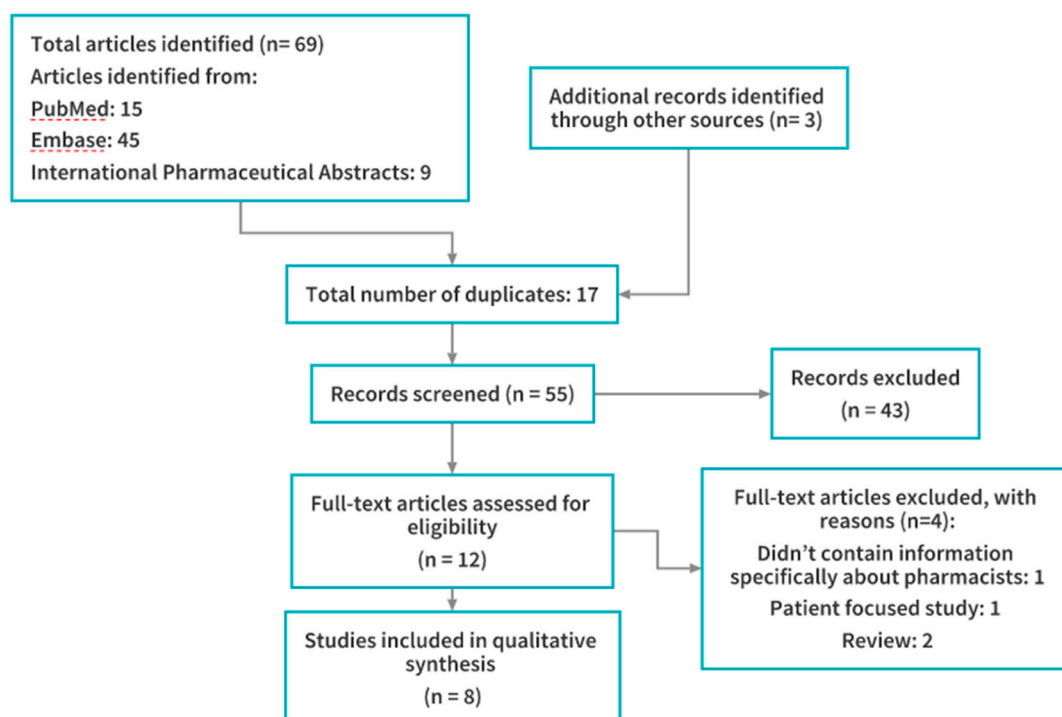 Total articles identified (n= 69)
Articles identified from:
PubMed: 15
Embase: 45
International Pharmaceutical Abstracts: 9
Additional records identified
through other sources (n= 3)
Total number of duplicates: 17
Records screened (n = 55)
Records excluded
(n = 43)
Full-text articles assessed for
eligibility
(n = 12)
Full-text articles excluded, with
reasons (n=4):
Didn't contain information
specifically about pharmacists: 1
Patient focused study: 1
Review: 2
Studies included in qualitative
synthesis
(n = 8)